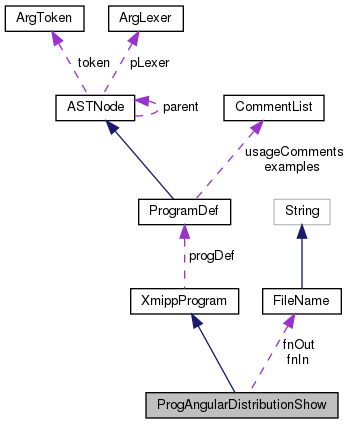 ArgToken
ArgLexer
token
pLexer
ASTNode
parent
CommentList
usageComments
examples
ProgramDef
String
progDef
XmippProgram
FileName
fnOut
fnIn
ProgAngularDistributionShow